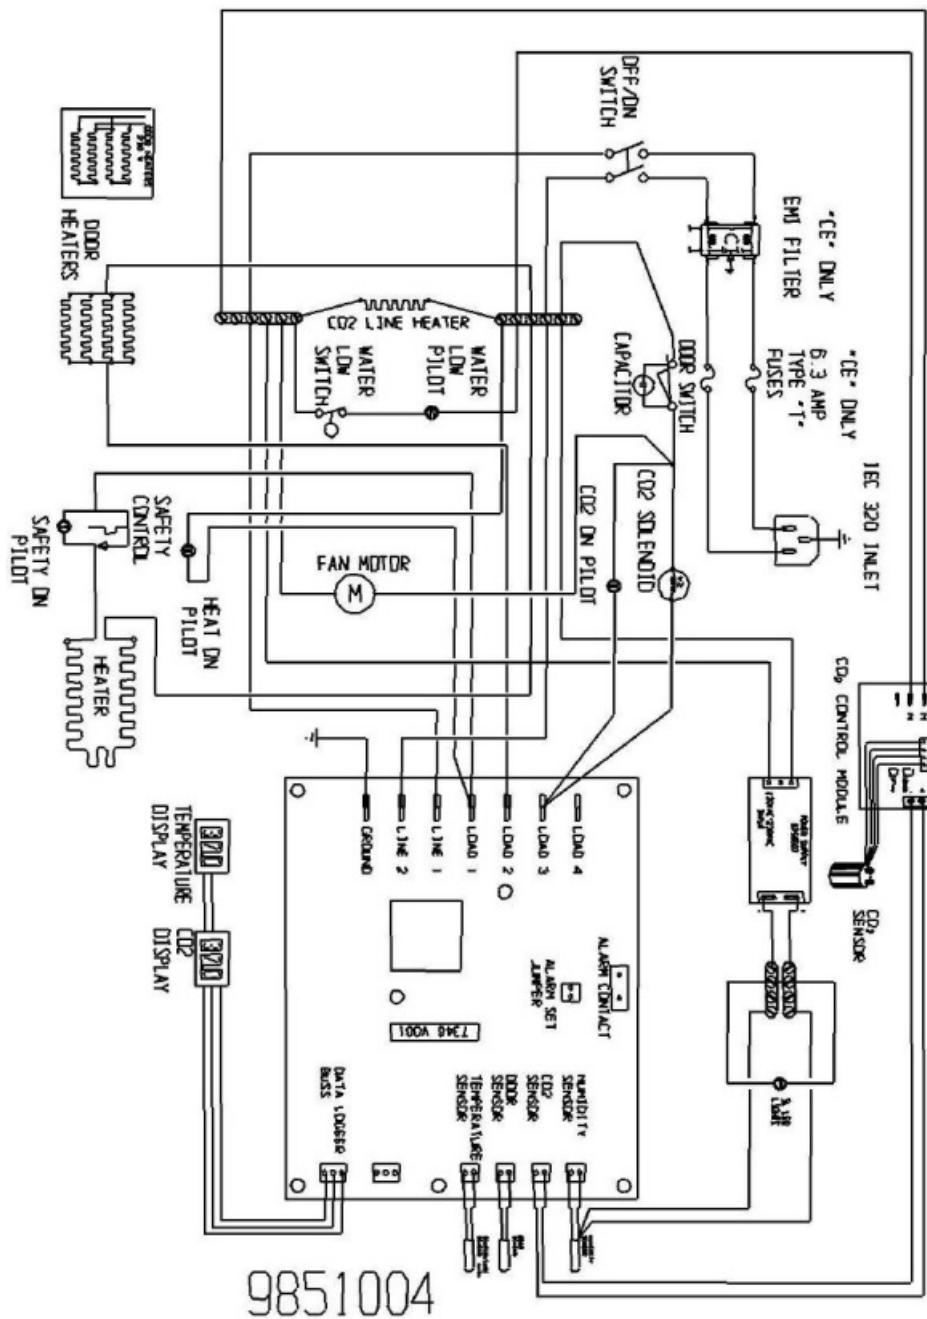 OFF/ON
SWITCH
"CE" ONLY
EMI FILTER
"CE" ONLY
6.3 AMP
TYPE "T"
FUSES
IEC 320 INLET
DOOR
HEATERS
CO2 LINE HEATER
WATER
LOW
SWITCH
WATER
LOW
PILOT
DOOR SWITCH
CAPACITOR
SAFETY
CONTROL
SAFETY ON
PILOT
HEAT ON
PILOT
FAN MOTOR
M
CO2 ON PILOT
CO2 SOLENOID
HEATER
CO2 CONTROL MODULE
POWER SUPPLY
CO2
SENSOR
GROUND
LINE 2
LINE 1
LOAD 1
LOAD 2
LOAD 3
LOAD 4
TEMPERATURE
DISPLAY
CO2
DISPLAY
ALARM CONTACT
ALARM SET
JUMPER
7346 V001
DATA LOGGER
BUSS
TEMPERATURE
SENSOR
DOOR
SENSOR
CO2
SENSOR
HUMIDITY
SENSOR
9851004